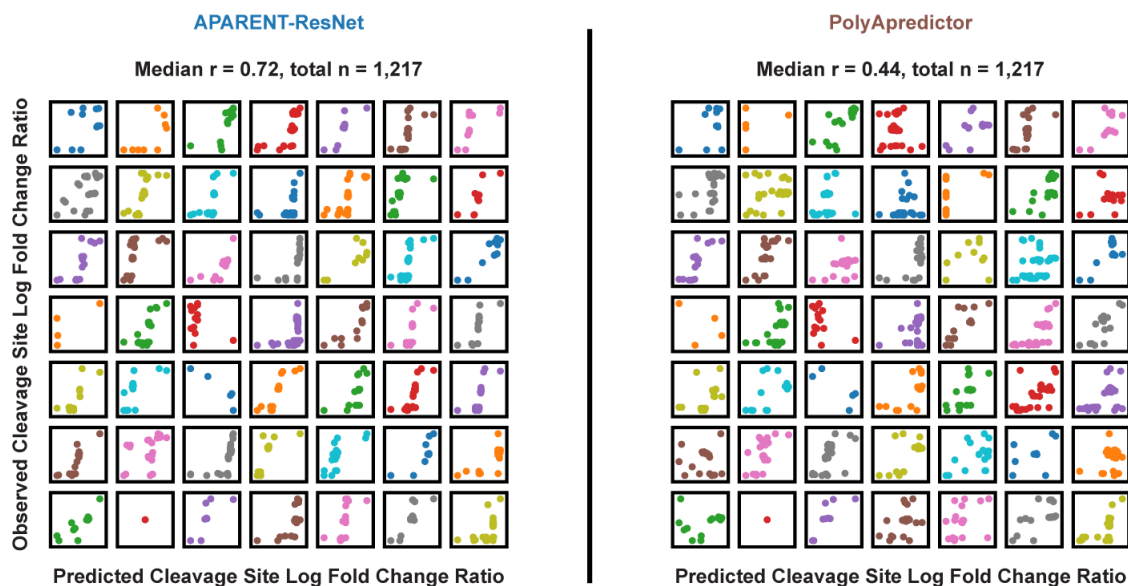 APARENT-ResNet
Median r = 0.72, total n = 1,217
Observed Cleavage Site Log Fold Change Ratio
Predicted Cleavage Site Log Fold Change Ratio
PolyApredictor
Median r = 0.44, total n = 1,217
Predicted Cleavage Site Log Fold Change Ratio